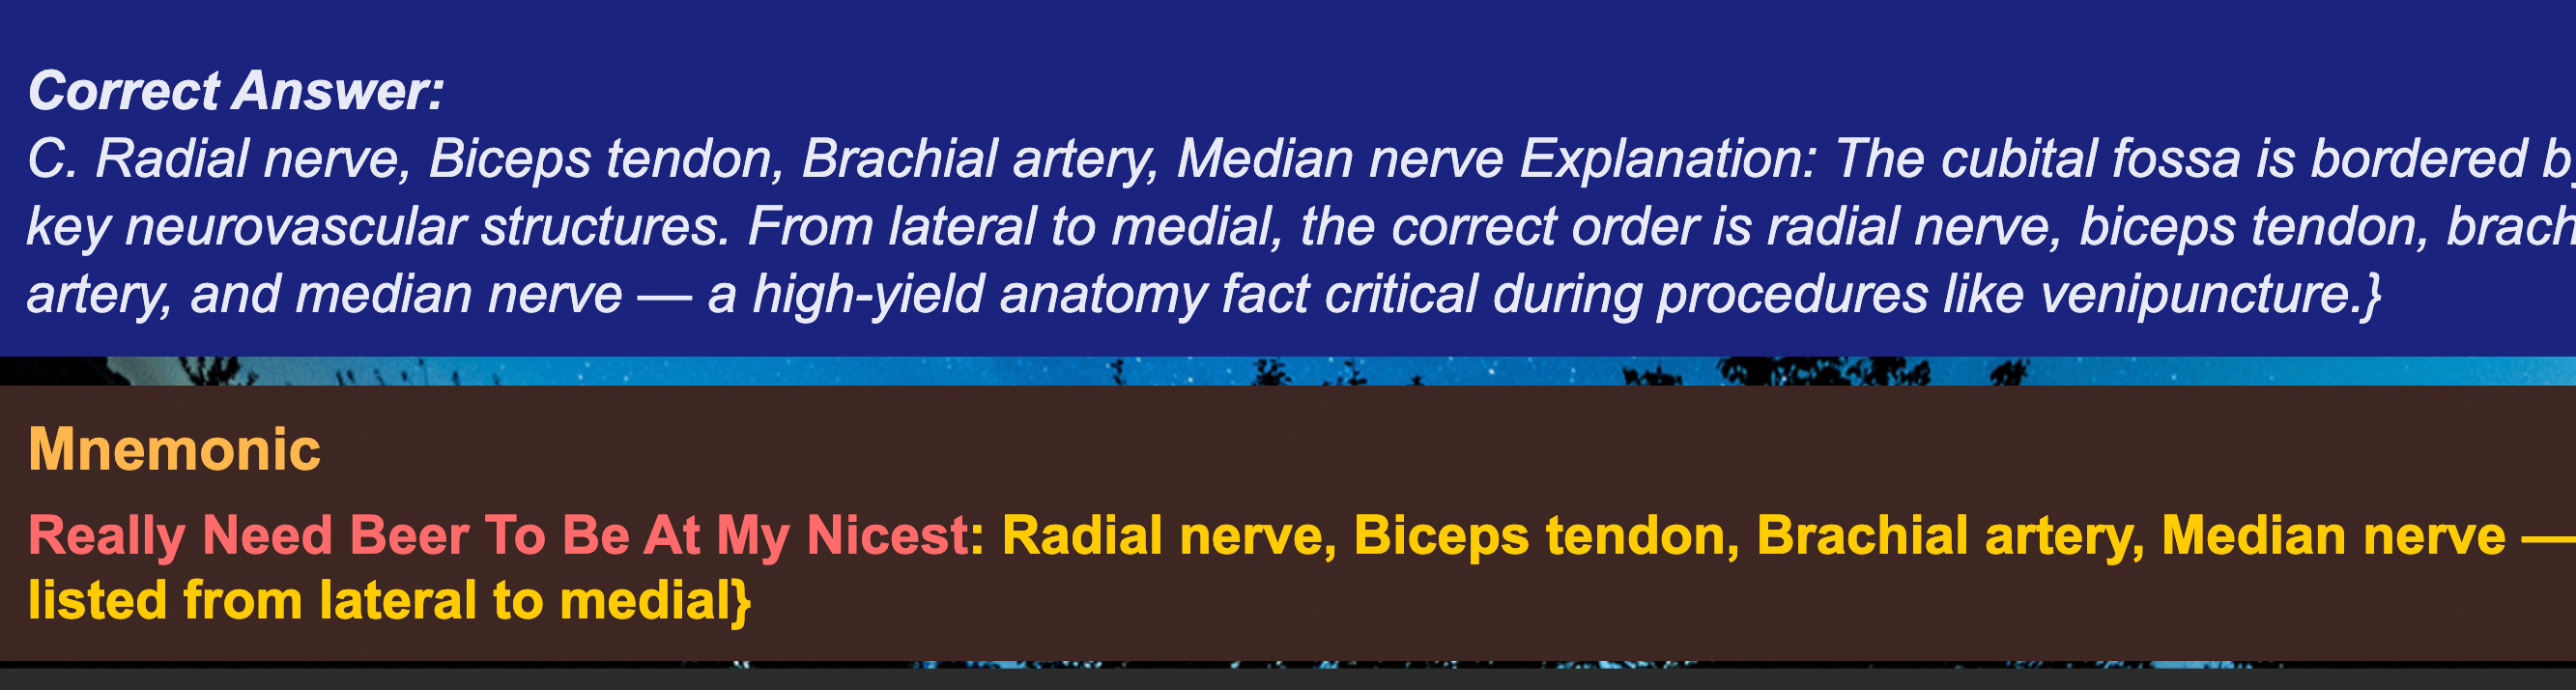 Correct Answer:
C. Radial nerve, Biceps tendon, Brachial artery, Median nerve Explanation: The cubital fossa is bordered
key neurovascular structures. From lateral to medial, the correct order is radial nerve, biceps tendon, brach
artery, and median nerve — a high-yield anatomy fact critical during procedures like venipuncture.}
Mnemonic
Really Need Beer To Be At My Nicest: Radial nerve, Biceps tendon, Brachial artery, Median nerve —
listed from lateral to medial}